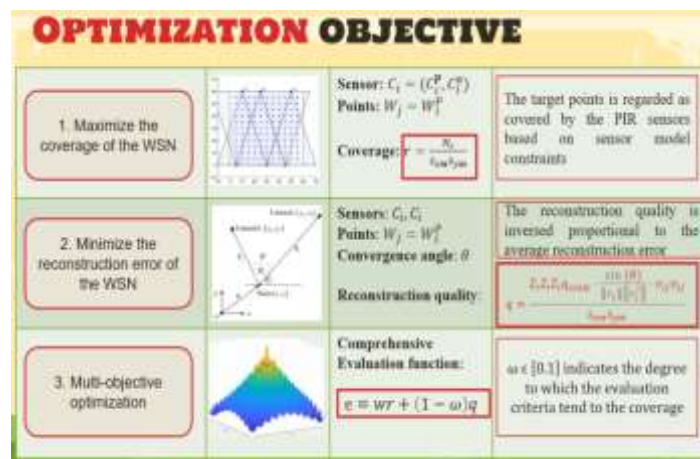 OPTIMIZATION OBJECTIVE
1. Maximize the
coverage of the WSN
Sensor: C_i = (C_i^p, C_i^o)
Points: W_j = W_i^p
Coverage: r =
The target points is regarded as
covered by the PIR sensors
based on sensor model
constraints
2. Minimize the
reconstruction error of
the WSN
Sensors: C_i, C_i
Points: W_j = W_i^p
Convergence angle: θ
Reconstruction quality:
The reconstruction quality is
inversed proportional to the
average reconstruction error
q =
3. Multi-objective
optimization
Comprehensive
Evaluation function:
e = wr + (1 − ω)q
ω ϵ [0.1] indicates the degree
to which the evaluation
criteria tend to the coverage